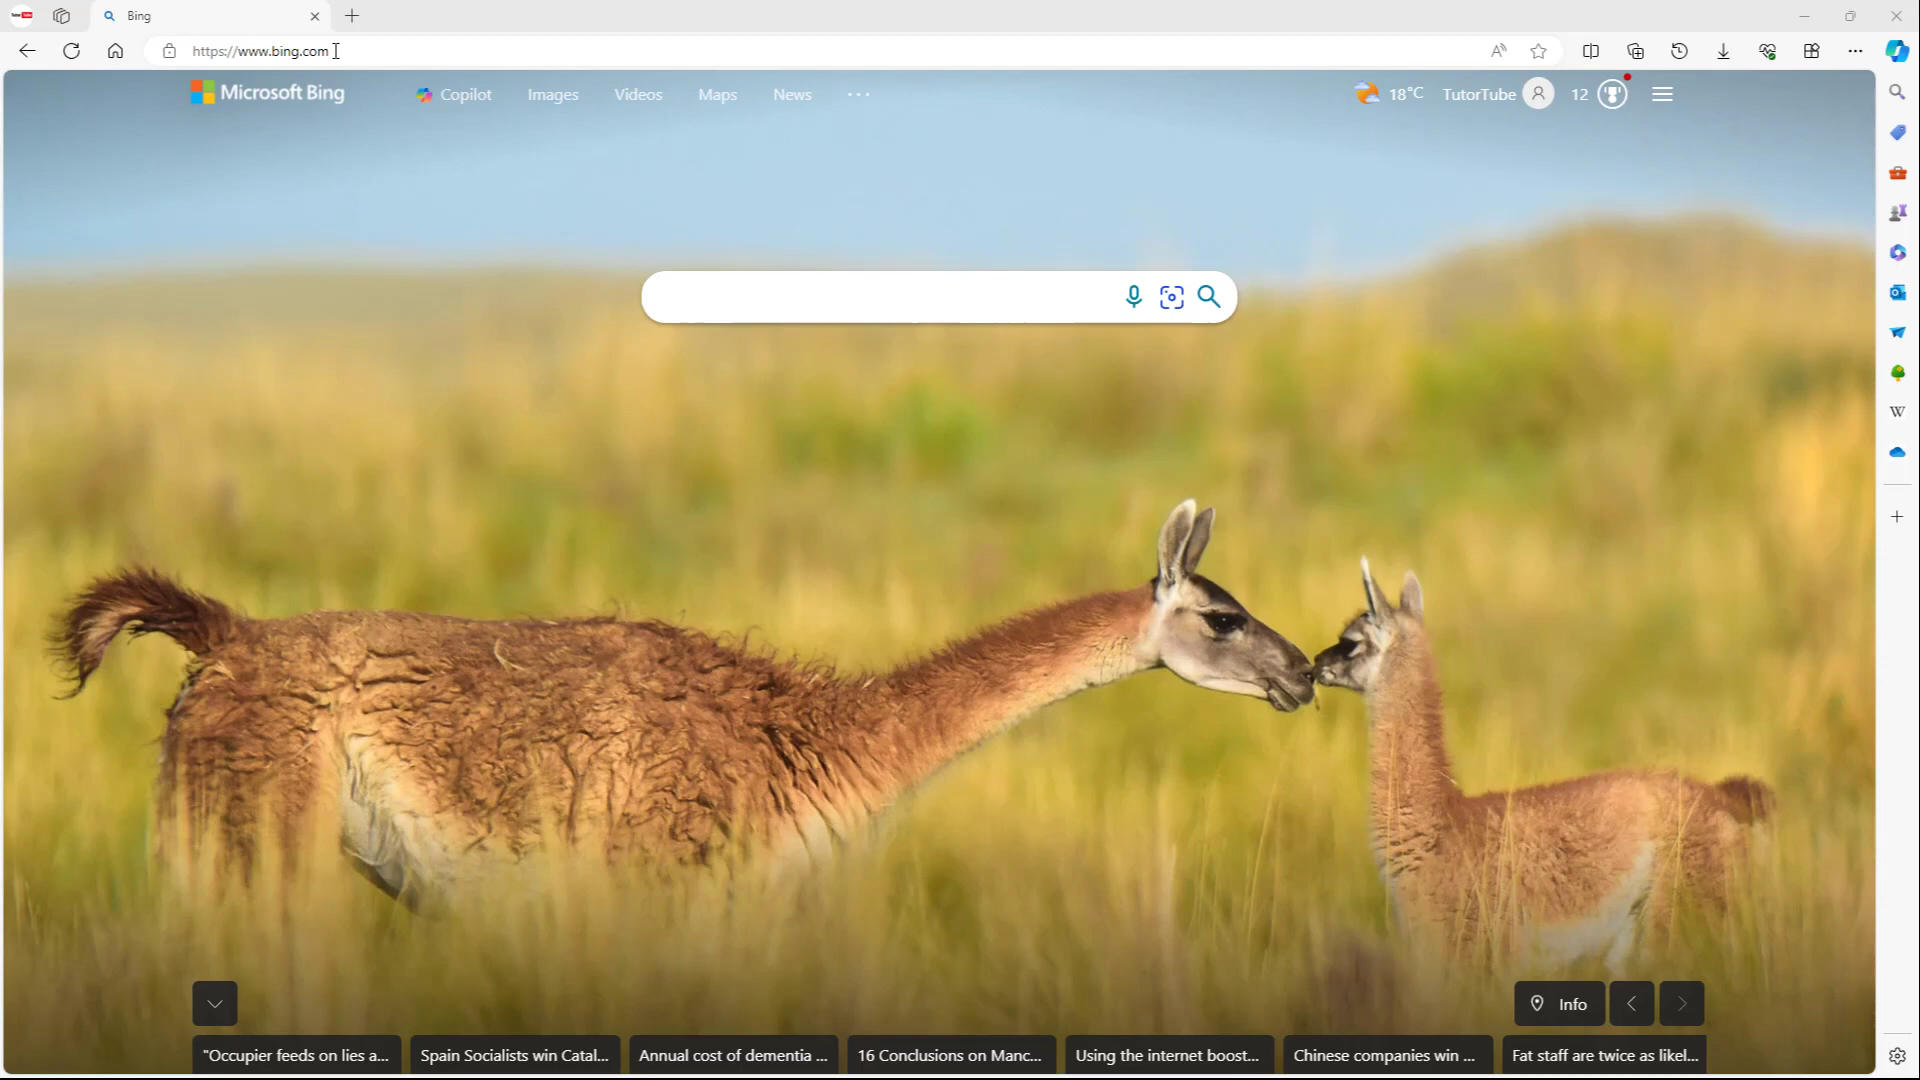 Bing
https://www.bing.com
Microsoft Bing
Copilot
Images
Videos
Maps
News
18°C
TutorTube
12
W
Info
"Occupier feeds on lies a...
Spain Socialists win Catal...
Annual cost of dementia ...
16 Conclusions on Manc...
Using the internet boost...
Chinese companies win ...
Fat staff are twice as likel...